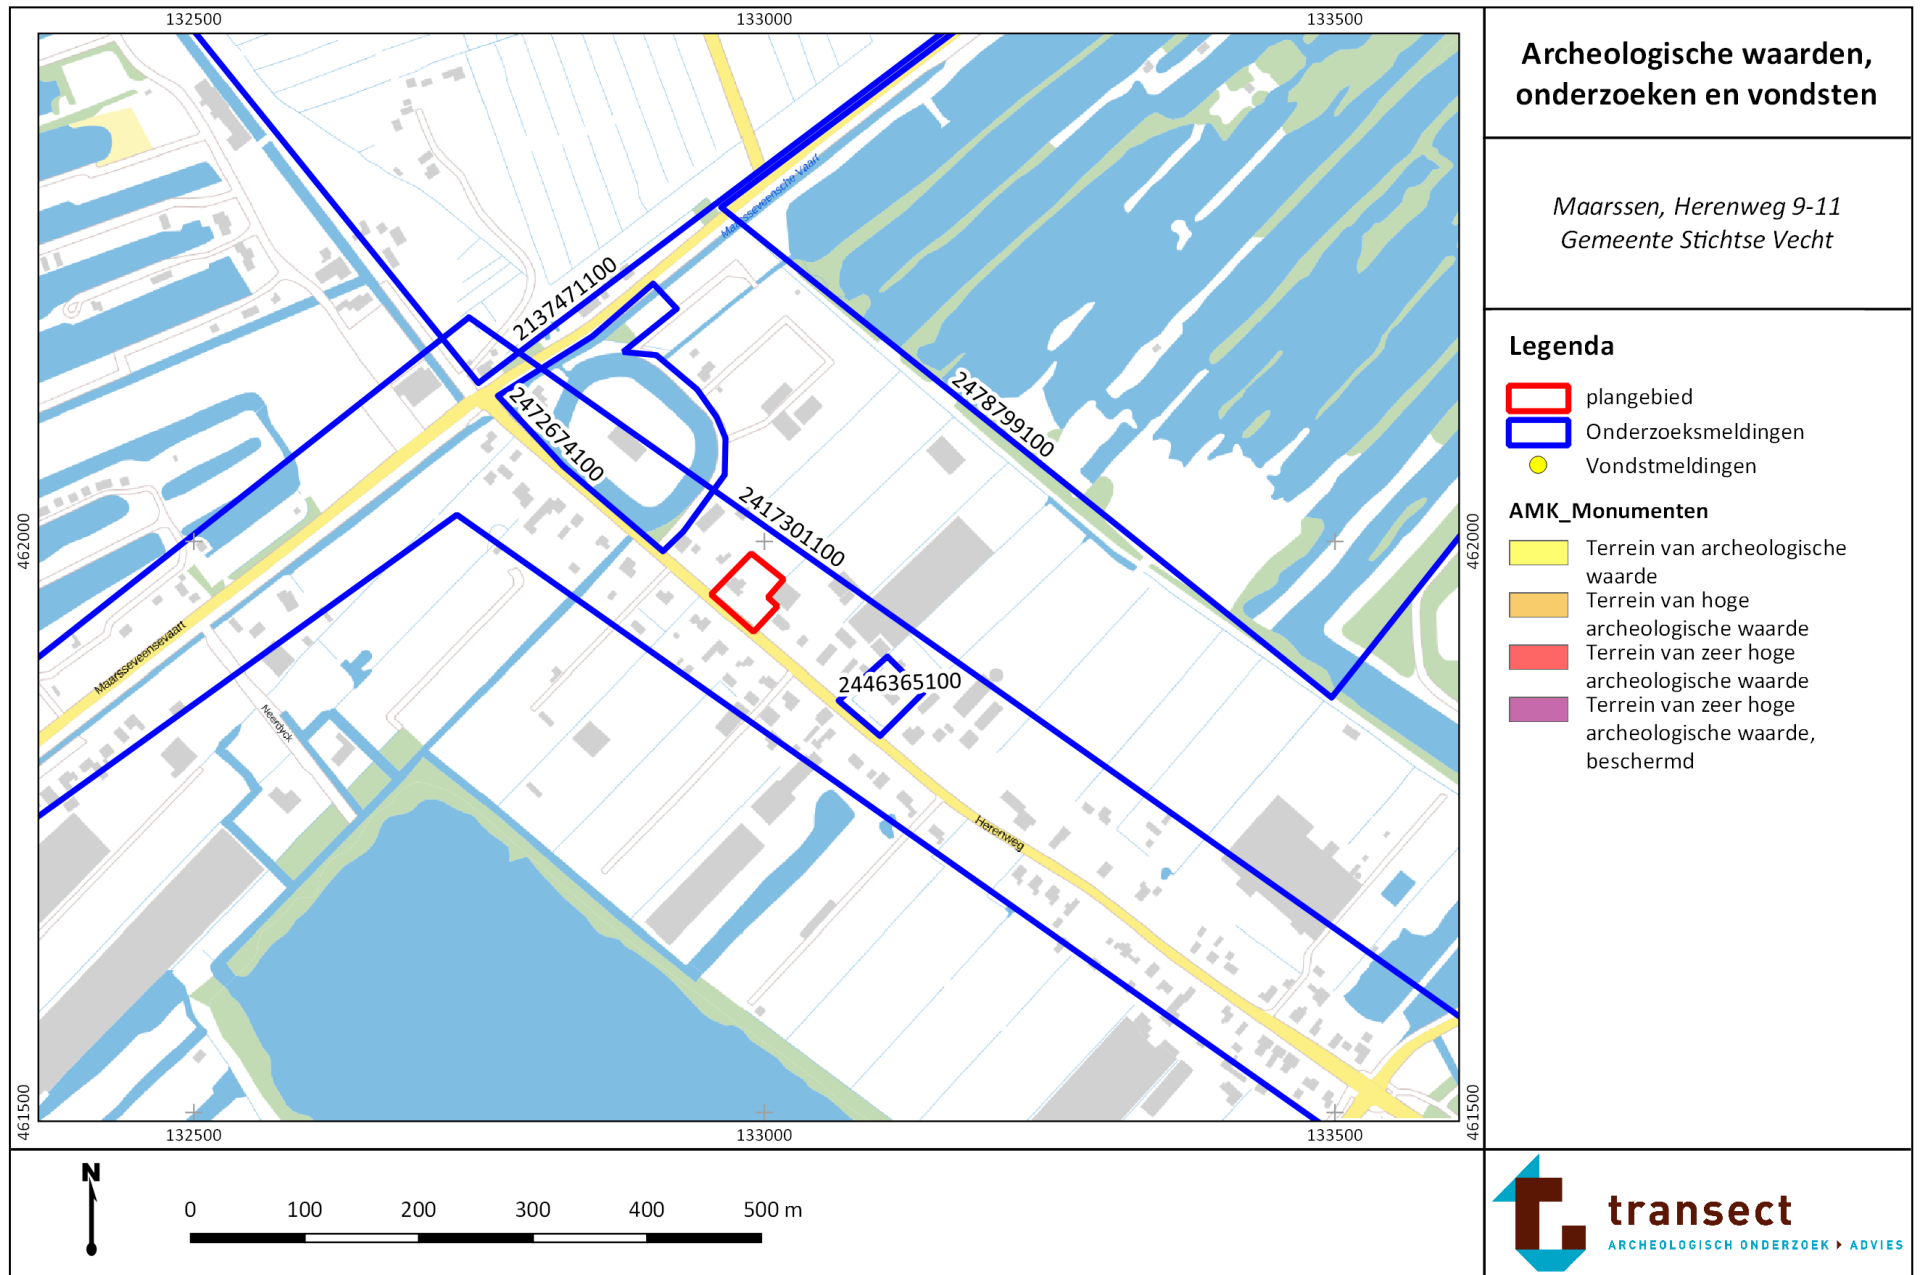 132500
133000
133500
Archeologische waarden,
onderzoeken en vondsten
Maarssen, Herenweg 9-11
Gemeente Stichtse Vecht
Maarsseveensche Vaart
2137471100
2478799100
2472674100
2417301100
462000
462000
2446365100
Maarsseveensevaart
Neerdyck
Herenweg
461500
461500
132500
133000
133500
Legenda
plangebied
Onderzoeksmeldingen
Vondstmeldingen
AMK_Monumenten
Terrein van archeologische
waarde
Terrein van hoge
archeologische waarde
Terrein van zeer hoge
archeologische waarde
Terrein van zeer hoge
archeologische waarde,
beschermd
N
0 100 200 300 400 500 m
transect
ARCHEOLOGISCH ONDERZOEK ADVIES